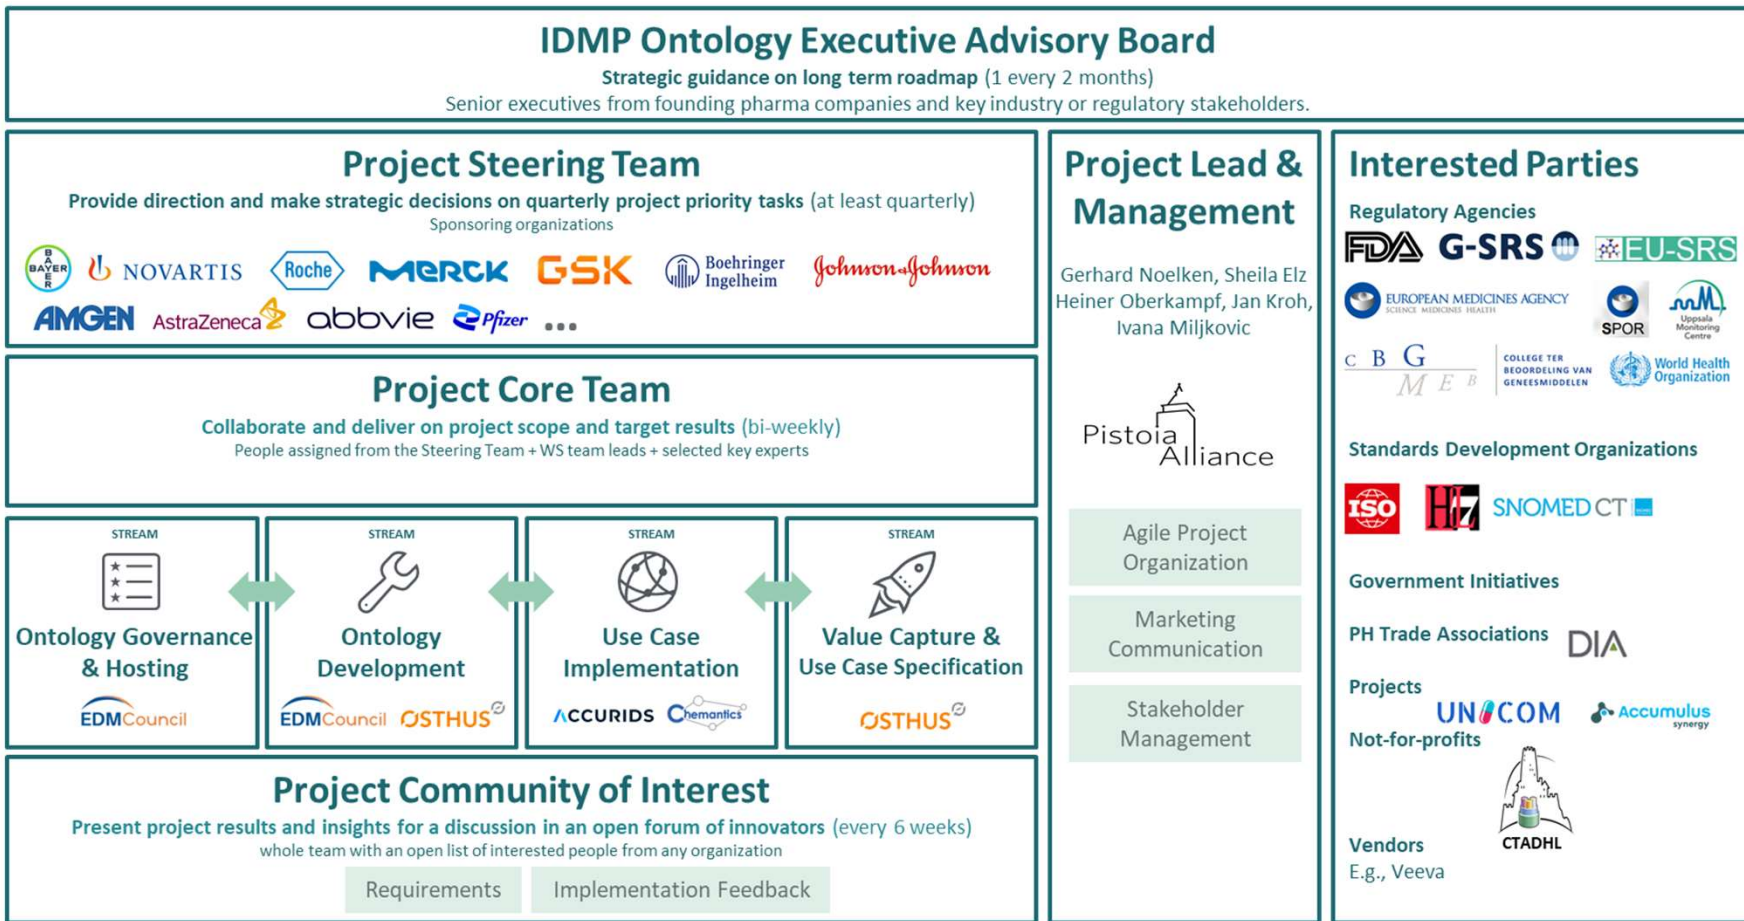 IDMP Ontology Executive Advisory Board
Strategic guidance on long term roadmap (1 every 2 months)
Senior executives from founding pharma companies and key industry or regulatory stakeholders.
Project Steering Team
Provide direction and make strategic decisions on quarterly project priority tasks (at least quarterly)
Sponsoring organizations
BAYER
BAYER
NOVARTIS
Roche
MERCK
GSK
Boehringer
Ingelheim
Johnson&Johnson
AMGEN
AstraZeneca
abbvie
Pfizer
...
Project Core Team
Collaborate and deliver on project scope and target results (bi-weekly)
People assigned from the Steering Team + WS team leads + selected key experts
STREAM
Ontology Governance
& Hosting
EDMCouncil
STREAM
Ontology
Development
EDMCouncil
OSTHUS
STREAM
Use Case
Implementation
ACCURIDS
Chemantics
STREAM
Value Capture &
Use Case Specification
OSTHUS
Project Community of Interest
Present project results and insights for a discussion in an open forum of innovators (every 6 weeks)
whole team with an open list of interested people from any organization
Requirements
Implementation Feedback
Project Lead &
Management
Gerhard Noelken, Sheila Elz
Heiner Oberkampf, Jan Kroh,
Ivana Miljkovic
Pistoia
Alliance
Agile Project
Organization
Marketing
Communication
Stakeholder
Management
Interested Parties
Regulatory Agencies
FDA
G-SRS
EU-SRS
EUROPEAN MEDICINES AGENCY
SCIENCE MEDICINES HEALTH
SPOR
Uppsala
Monitoring
Centre
C B G
M E B
COLLEGE TER
BEOORDELING VAN
GENEESMIDDELEN
World Health
Organization
Standards Development Organizations
ISO
HL7
SNOMED CT
Government Initiatives
PH Trade Associations
DIA
Projects
UNICOM
Accumulus
synergy
Not-for-profits
CTADHL
Vendors
E.g., Veeva